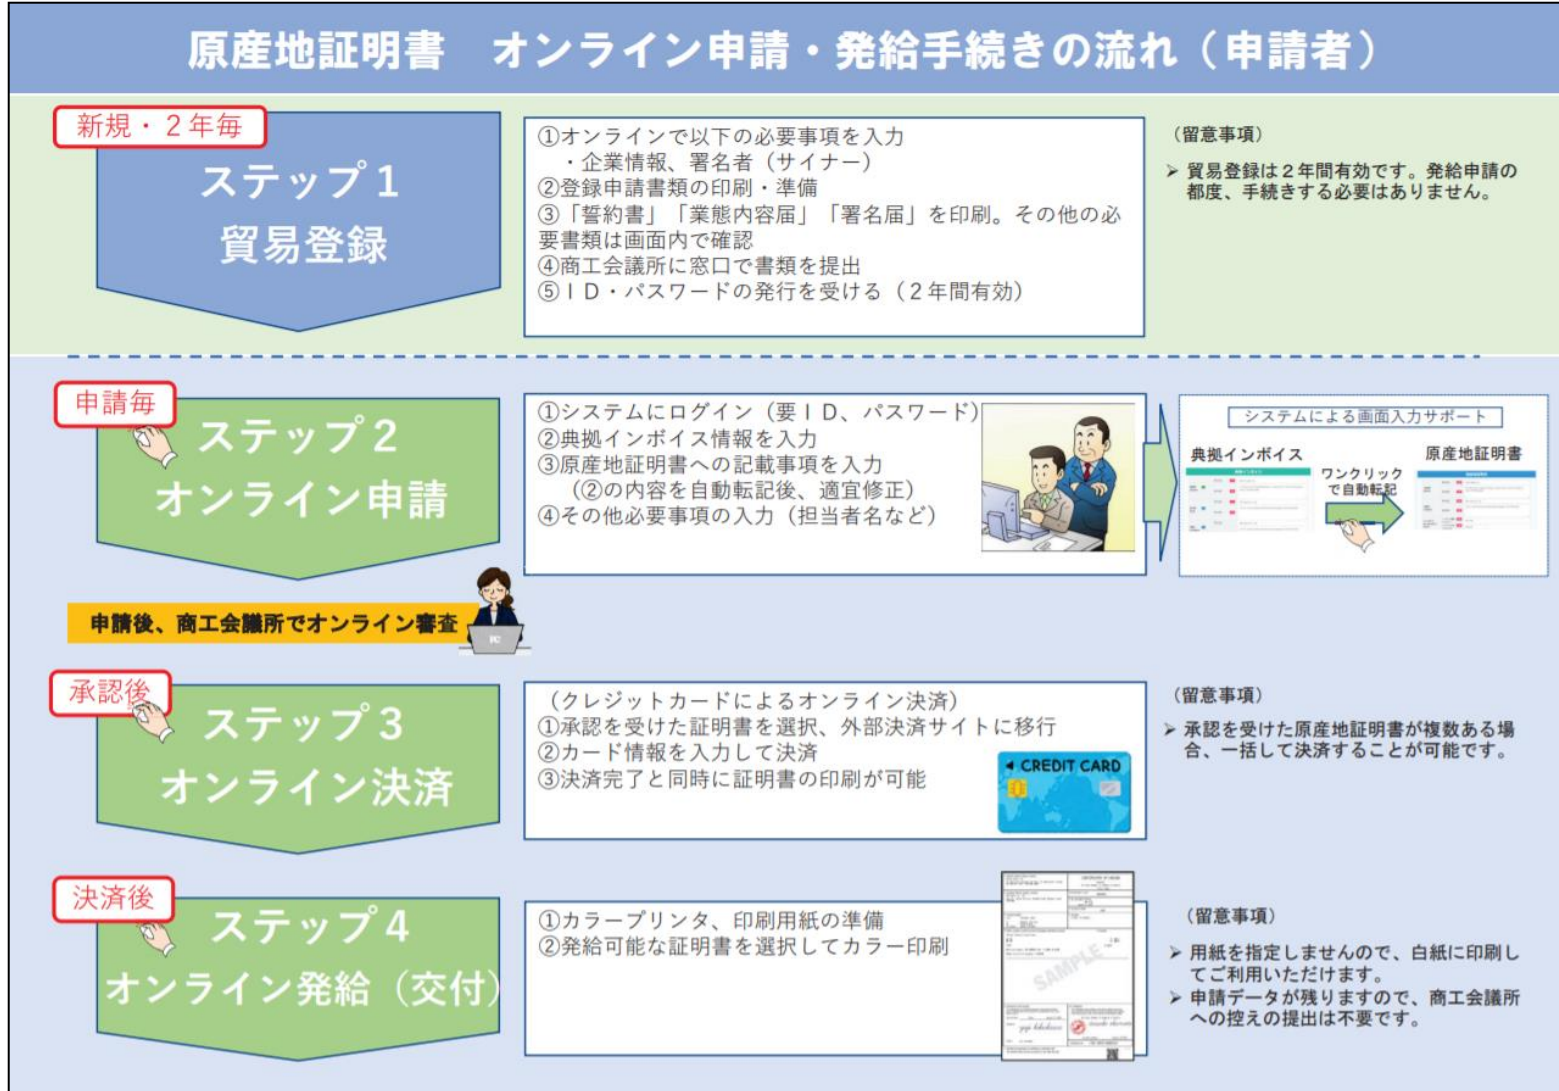 原産地証明書　オンライン申請・発給手続きの流れ（申請者）
新規・２年毎
ステップ１
貿易登録
①オンラインで以下の必要事項を入力
・企業情報、署名者（サイナー）
②登録申請書類の印刷・準備
③「誓約書」「業態内容届」「署名届」を印刷。その他の必
要書類は画面内で確認
④商工会議所に窓口で書類を提出
⑤ＩＤ・パスワードの発行を受ける（２年間有効）
（留意事項）
➢ 貿易登録は２年間有効です。発給申請の
都度、手続きする必要はありません。
申請毎
ステップ２
オンライン申請
①システムにログイン（要ＩＤ、パスワード）
②典拠インボイス情報を入力
③原産地証明書への記載事項を入力
（②の内容を自動転記後、適宜修正）
④その他必要事項の入力（担当者名など）
システムによる画面入力サポート
典拠インボイス
原産地証明書
ワンクリック
で自動転記
申請後、商工会議所でオンライン審査
PC
承認後
ステップ３
オンライン決済
（クレジットカードによるオンライン決済）
①承認を受けた証明書を選択、外部決済サイトに移行
②カード情報を入力して決済
③決済完了と同時に証明書の印刷が可能
CREDIT CARD
（留意事項）
➢ 承認を受けた原産地証明書が複数ある場
合、一括して決済することが可能です。
決済後
ステップ４
オンライン発給（交付）
①カラープリンタ、印刷用紙の準備
②発給可能な証明書を選択してカラー印刷
SAMPLE
（留意事項）
➢ 用紙を指定しませんので、白紙に印刷し
てご利用いただけます。
➢ 申請データが残りますので、商工会議所
への控えの提出は不要です。